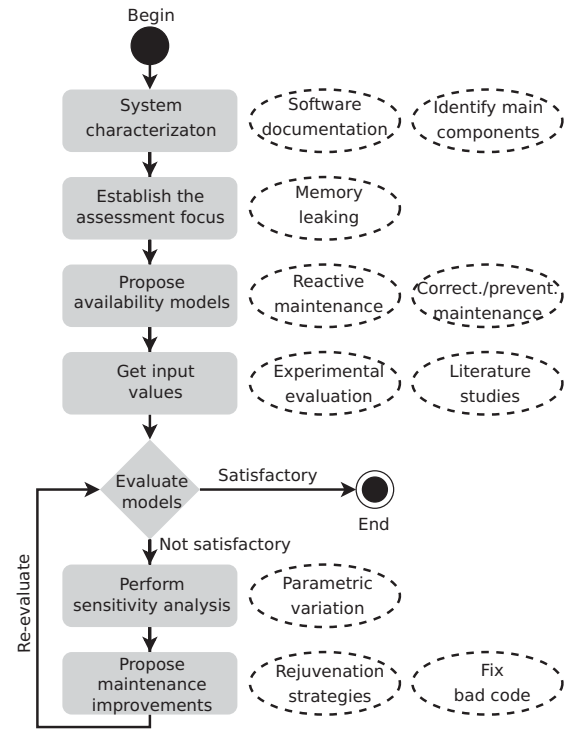 Begin
System
characterizaton
Software
documentation
Identify main
components
Establish the
assessment focus
Memory
leaking
Propose
availability models
Reactive
maintenance
Correct./prevent.
maintenance
Get input
values
Experimental
evaluation
Literature
studies
Evaluate
models
Satisfactory
End
Not satisfactory
Re-evaluate
Perform
sensitivity analysis
Parametric
variation
Propose
maintenance
improvements
Rejuvenation
strategies
Fix
bad code